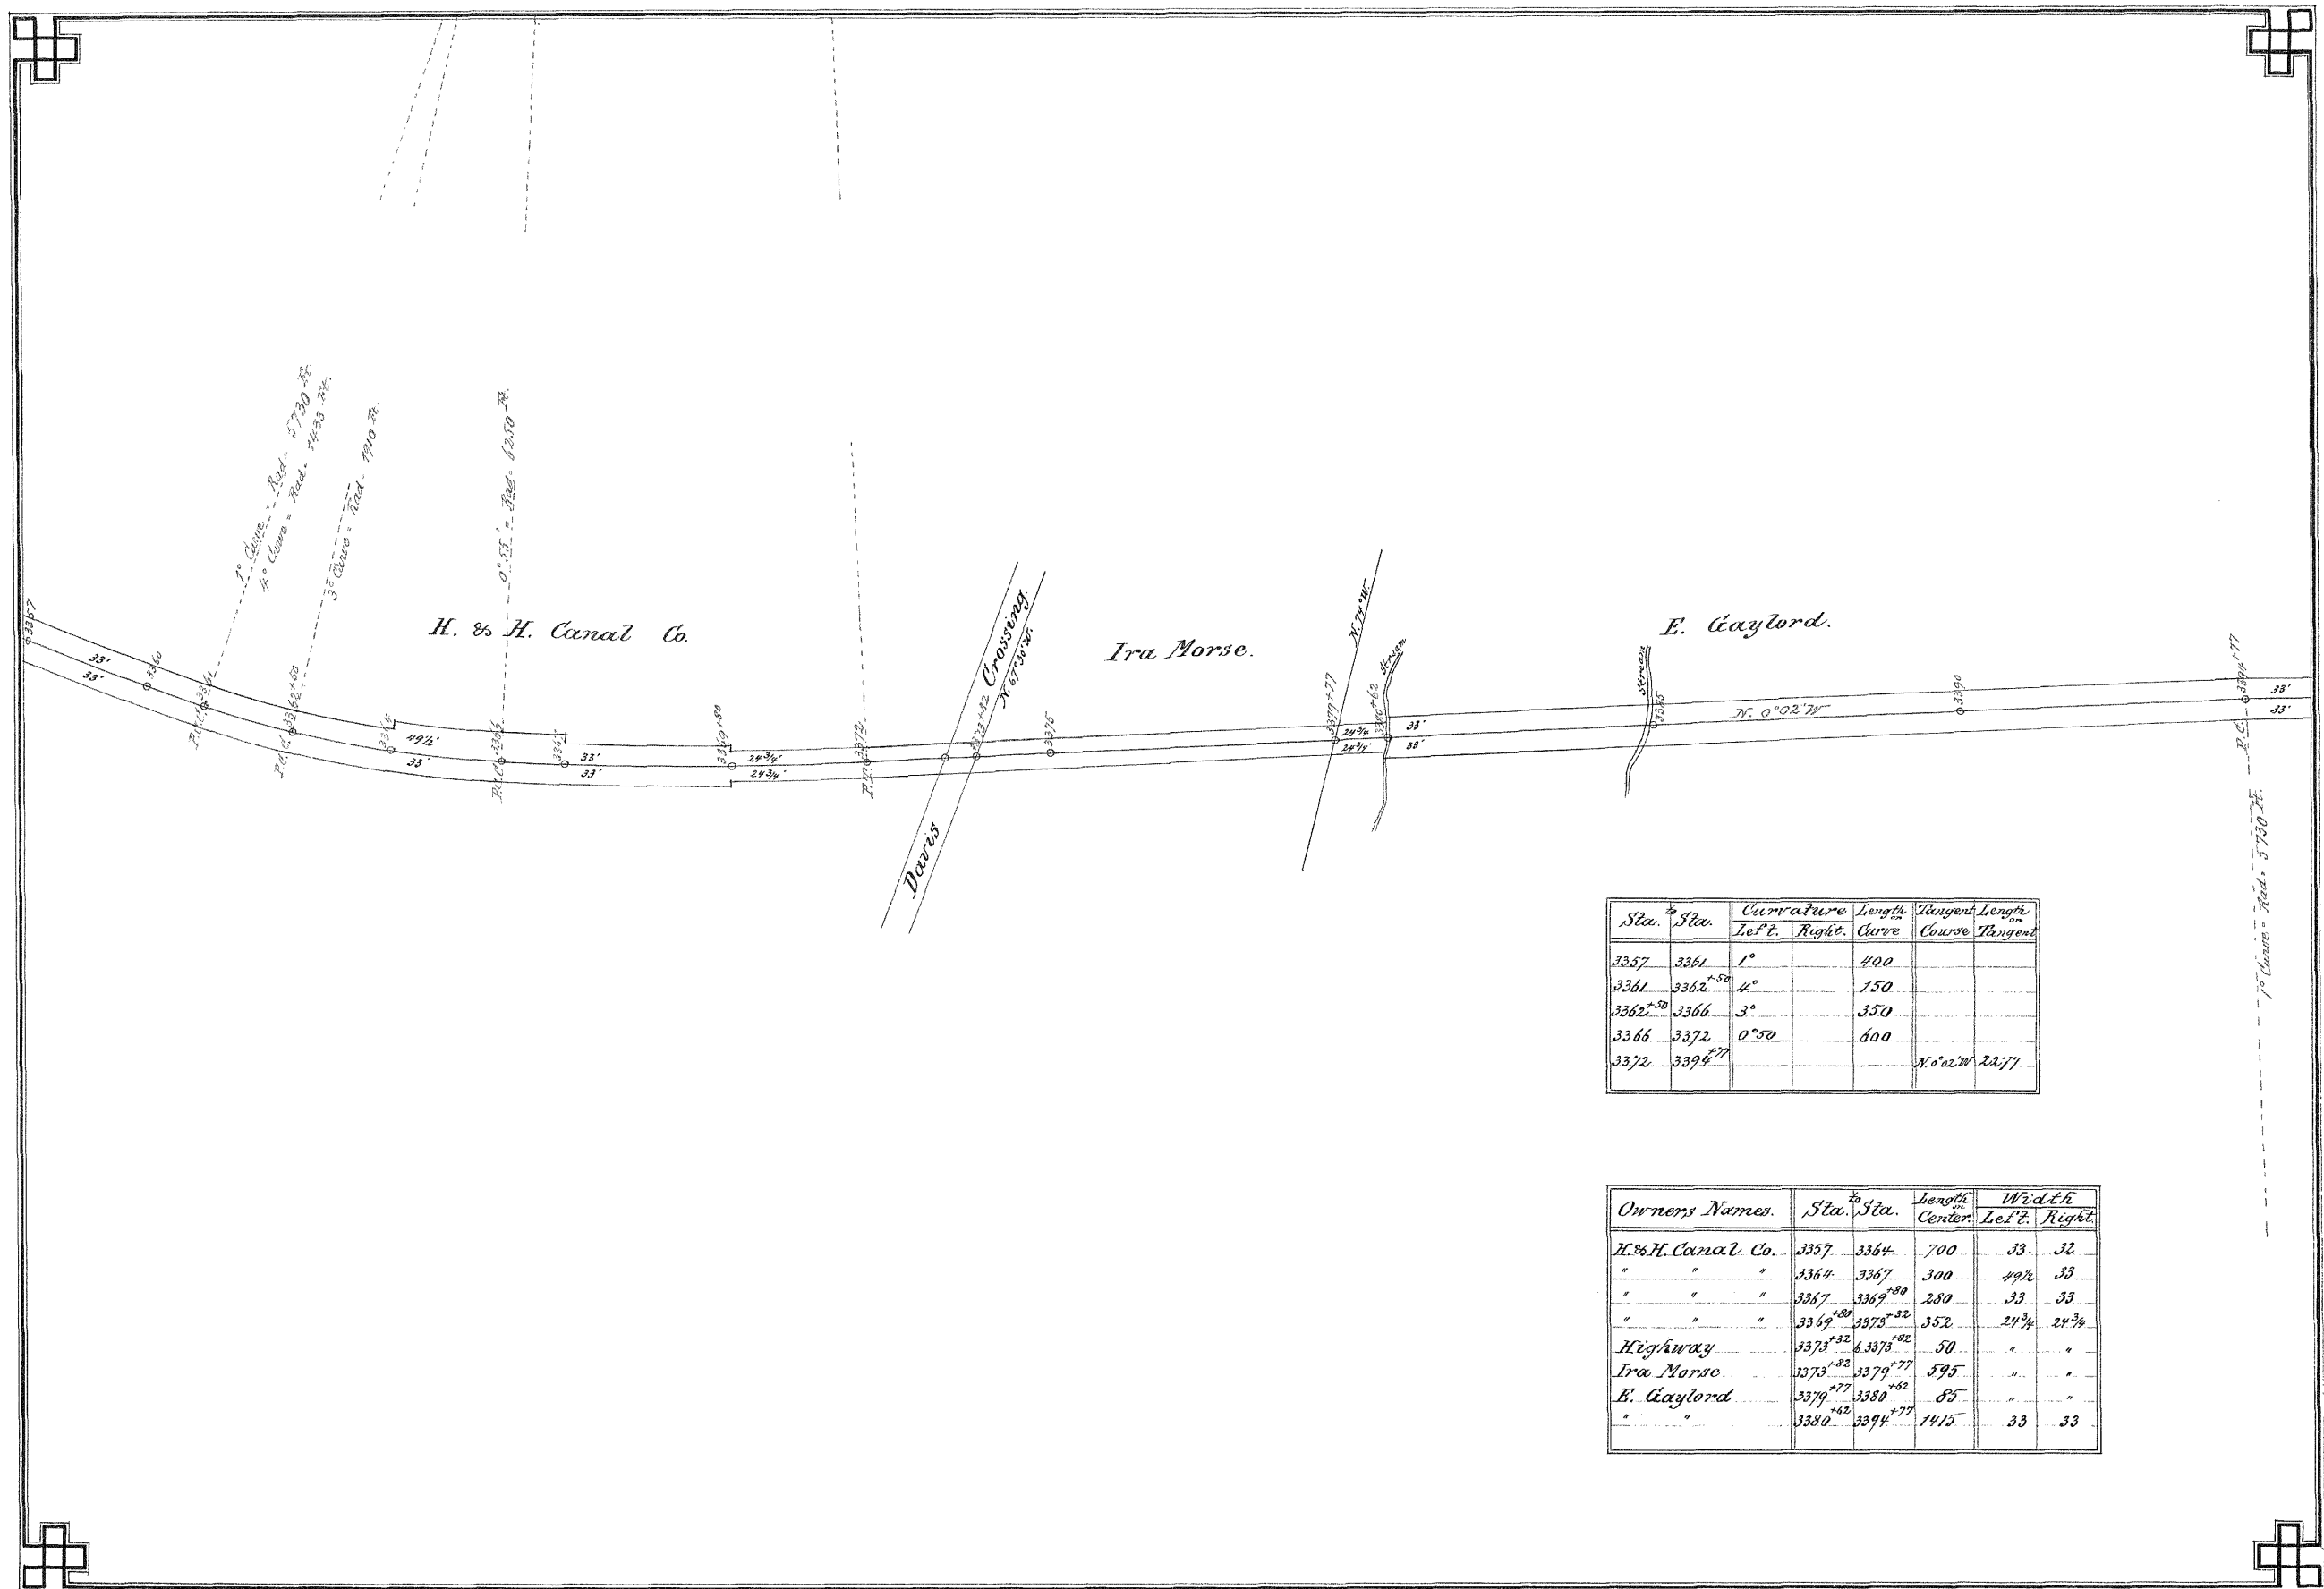 1° Curve = Rad = 5730 Ft.
4° Curve = Rad = 1433 Ft.
3° Curve = Rad = 1910 Ft.
0° 55' = Rad = 6250 Ft.
H. & H. Canal Co.
Davis Crossing
N. 67° 30' W.
Ira Morse.
N. 74° W.
Stream
E. Gaylord.
Stream
3357
33'
33'
3360
P.C.C. 3361
P.C.C. 3362+50
3364
49½'
33'
P.C.C. 3366
33'
33'
3369+80
24¾'
24¾'
3372
3373+82
3375
3379+77
24¾
24¾'
3380+62
33'
33'
3385
N. 0° 02' W
3390
P.C. 3394+77
33'
33'
1° Curve = Rad. 5730 Ft.
Sta. to Sta. Curvature Length on Curve Tangent Course Length on Tangent
Left. Right.
3357 3361 1° 400
3361 3362+50 4° 150
3362+50 3366 3° 350
3366 3372 0°50 600
3372 3394+77 N. 0° 02' W 2277
Owners Names. Sta. to Sta. Length on Center. Width
Left. Right.
H. & H. Canal Co. 3357 3364 700 33 32
" " " 3364 3367 300 49½ 33
" " " 3367 3369+80 280 33 33
" " " 3369+80 3373+32 352 24¾ 24¾
Highway 3373+32 3373+82 50 " "
Ira Morse 3373+82 3379+77 595 " "
E. Gaylord 3379+77 3380+62 85 " "
" " 3380+62 3394+77 1415 33 33